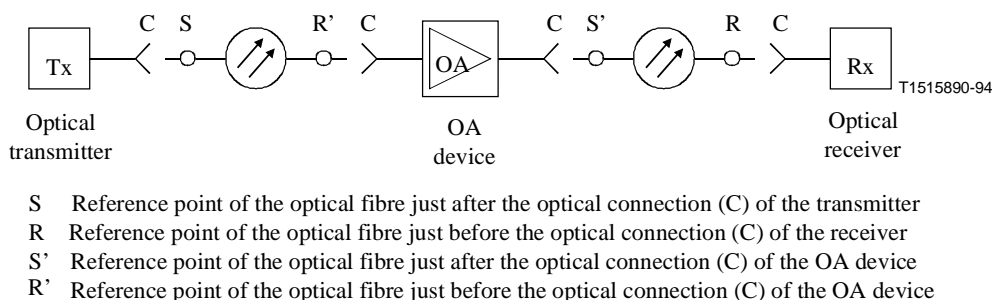 C S R’ C C S’ R C
Tx OA Rx
T1515890-94
Optical transmitter
OA device
Optical receiver
S Reference point of the optical fibre just after the optical connection (C) of the transmitter
R Reference point of the optical fibre just before the optical connection (C) of the receiver
S’ Reference point of the optical fibre just after the optical connection (C) of the OA device
R’ Reference point of the optical fibre just before the optical connection (C) of the OA device